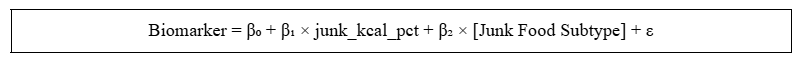 Biomarker = β₀ + β₁ × junk_kcal_pct + β₂ × [Junk Food Subtype] + ε